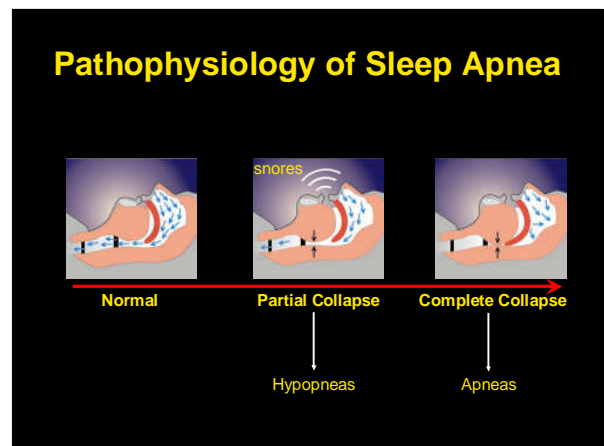 Pathophysiology of Sleep Apnea
snores
Normal
Partial Collapse
Complete Collapse
Hypopneas
Apneas